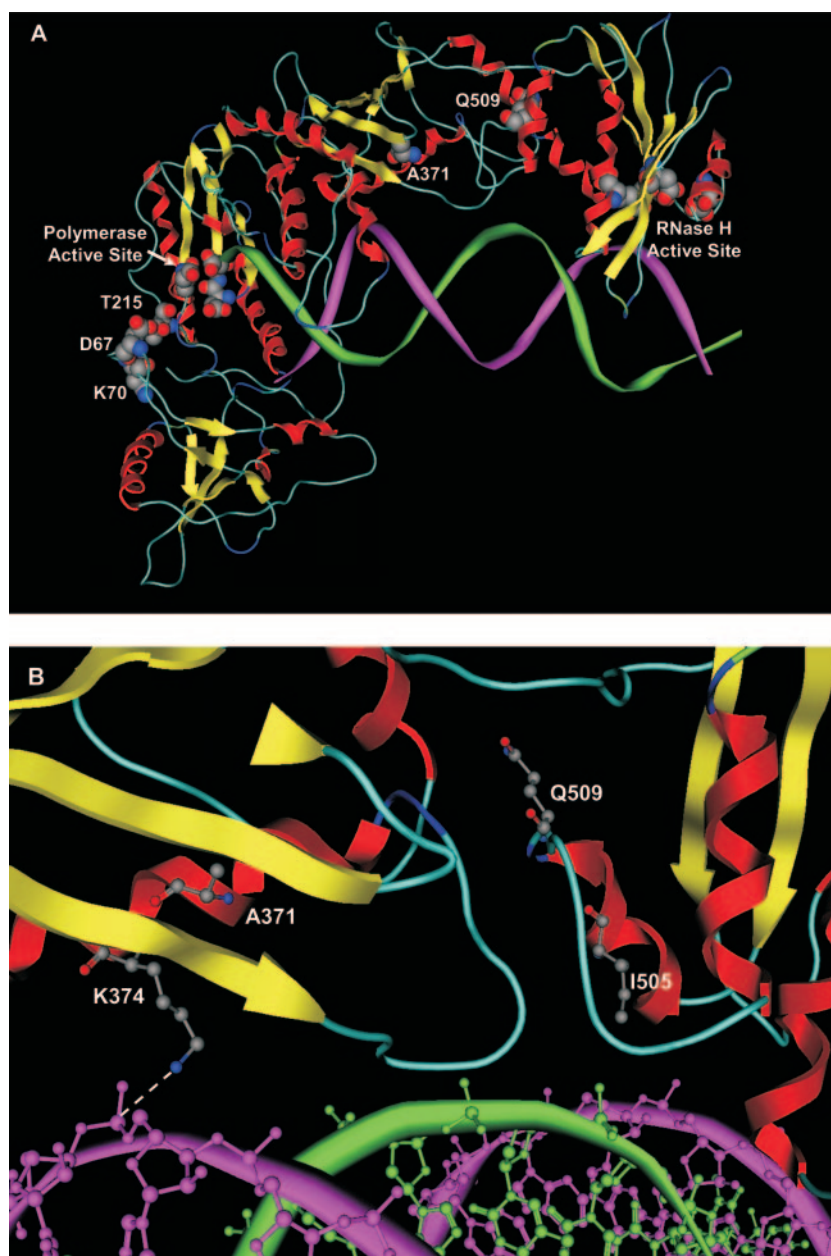 A
Q509
A371
Polymerase
Active Site
RNase H
Active Site
T215
D67
K70
B
Q509
A371
I505
K374